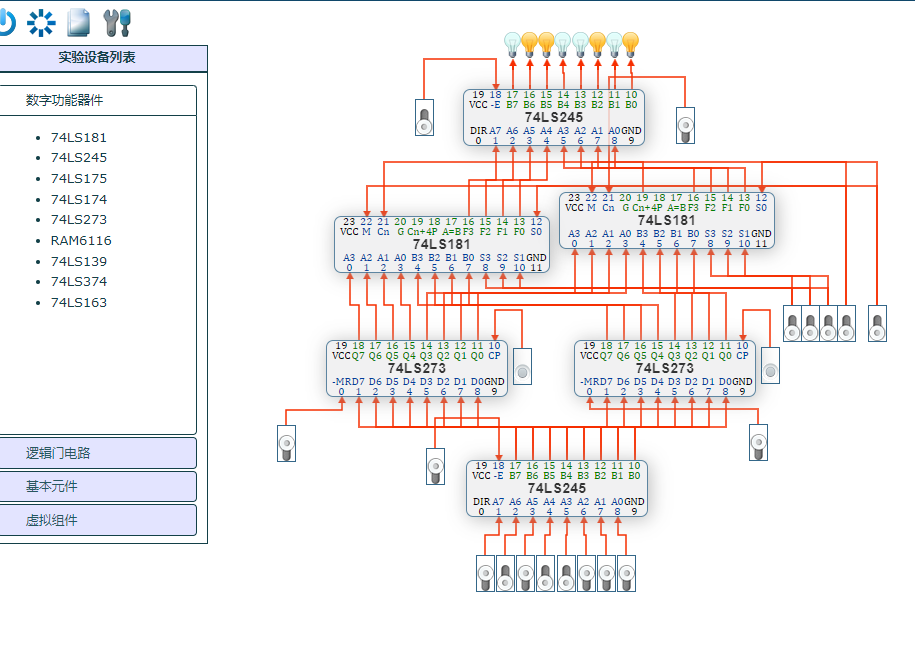 实验设备列表
数字功能器件
74LS181
74LS245
74LS175
74LS174
74LS273
RAM6116
74LS139
74LS374
74LS163
逻辑门电路
基本元件
虚拟组件
19 18 17 16 15 14 13 12 11 10
VCC -E B7 B6 B5 B4 B3 B2 B1 B0
74LS245
DIR A7 A6 A5 A4 A3 A2 A1 A0 GND
0 1 2 3 4 5 6 7 8 9
23 22 21 20 19 18 17 16 15 14 13 12
VCC M Cn G Cn+4 P A=B F3 F2 F1 F0 S0
74LS181
A3 A2 A1 A0 B3 B2 B1 B0 S3 S2 S1 GND
0 1 2 3 4 5 6 7 8 9 10 11
23 22 21 20 19 18 17 16 15 14 13 12
VCC M Cn G Cn+4 P A=B F3 F2 F1 F0 S0
74LS181
A3 A2 A1 A0 B3 B2 B1 B0 S3 S2 S1 GND
0 1 2 3 4 5 6 7 8 9 10 11
19 18 17 16 15 14 13 12 11 10
VCC Q7 Q6 Q5 Q4 Q3 Q2 Q1 Q0 CP
74LS273
-MR D7 D6 D5 D4 D3 D2 D1 D0 GND
0 1 2 3 4 5 6 7 8 9
19 18 17 16 15 14 13 12 11 10
VCC Q7 Q6 Q5 Q4 Q3 Q2 Q1 Q0 CP
74LS273
-MR D7 D6 D5 D4 D3 D2 D1 D0 GND
0 1 2 3 4 5 6 7 8 9
19 18 17 16 15 14 13 12 11 10
VCC -E B7 B6 B5 B4 B3 B2 B1 B0
74LS245
DIR A7 A6 A5 A4 A3 A2 A1 A0 GND
0 1 2 3 4 5 6 7 8 9